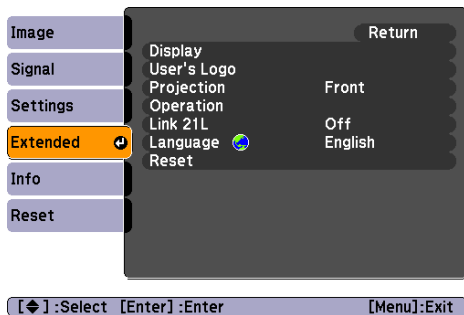 Image
Signal
Settings
Extended
Info
Reset
Return
Display
User's Logo
Projection Front
Operation
Link 21L Off
Language English
Reset
[◆] :Select [Enter] :Enter [Menu]:Exit